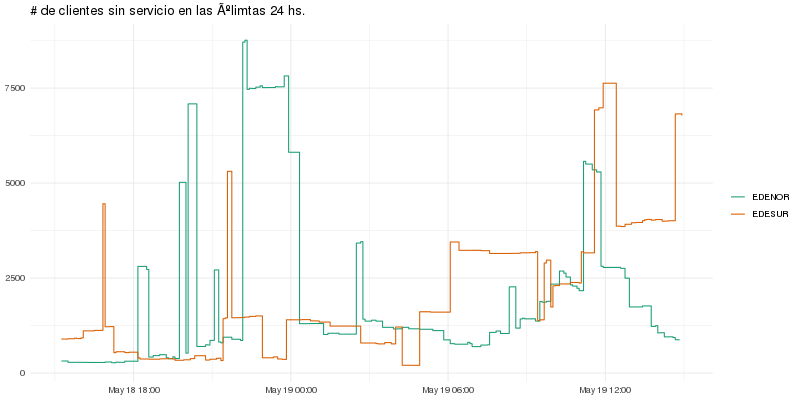 # de clientes sin servicio en las Ãºlimtas 24 hs.
7500
5000
2500
0
May 18 18:00
May 19 00:00
May 19 06:00
May 19 12:00
EDENOR
EDESUR